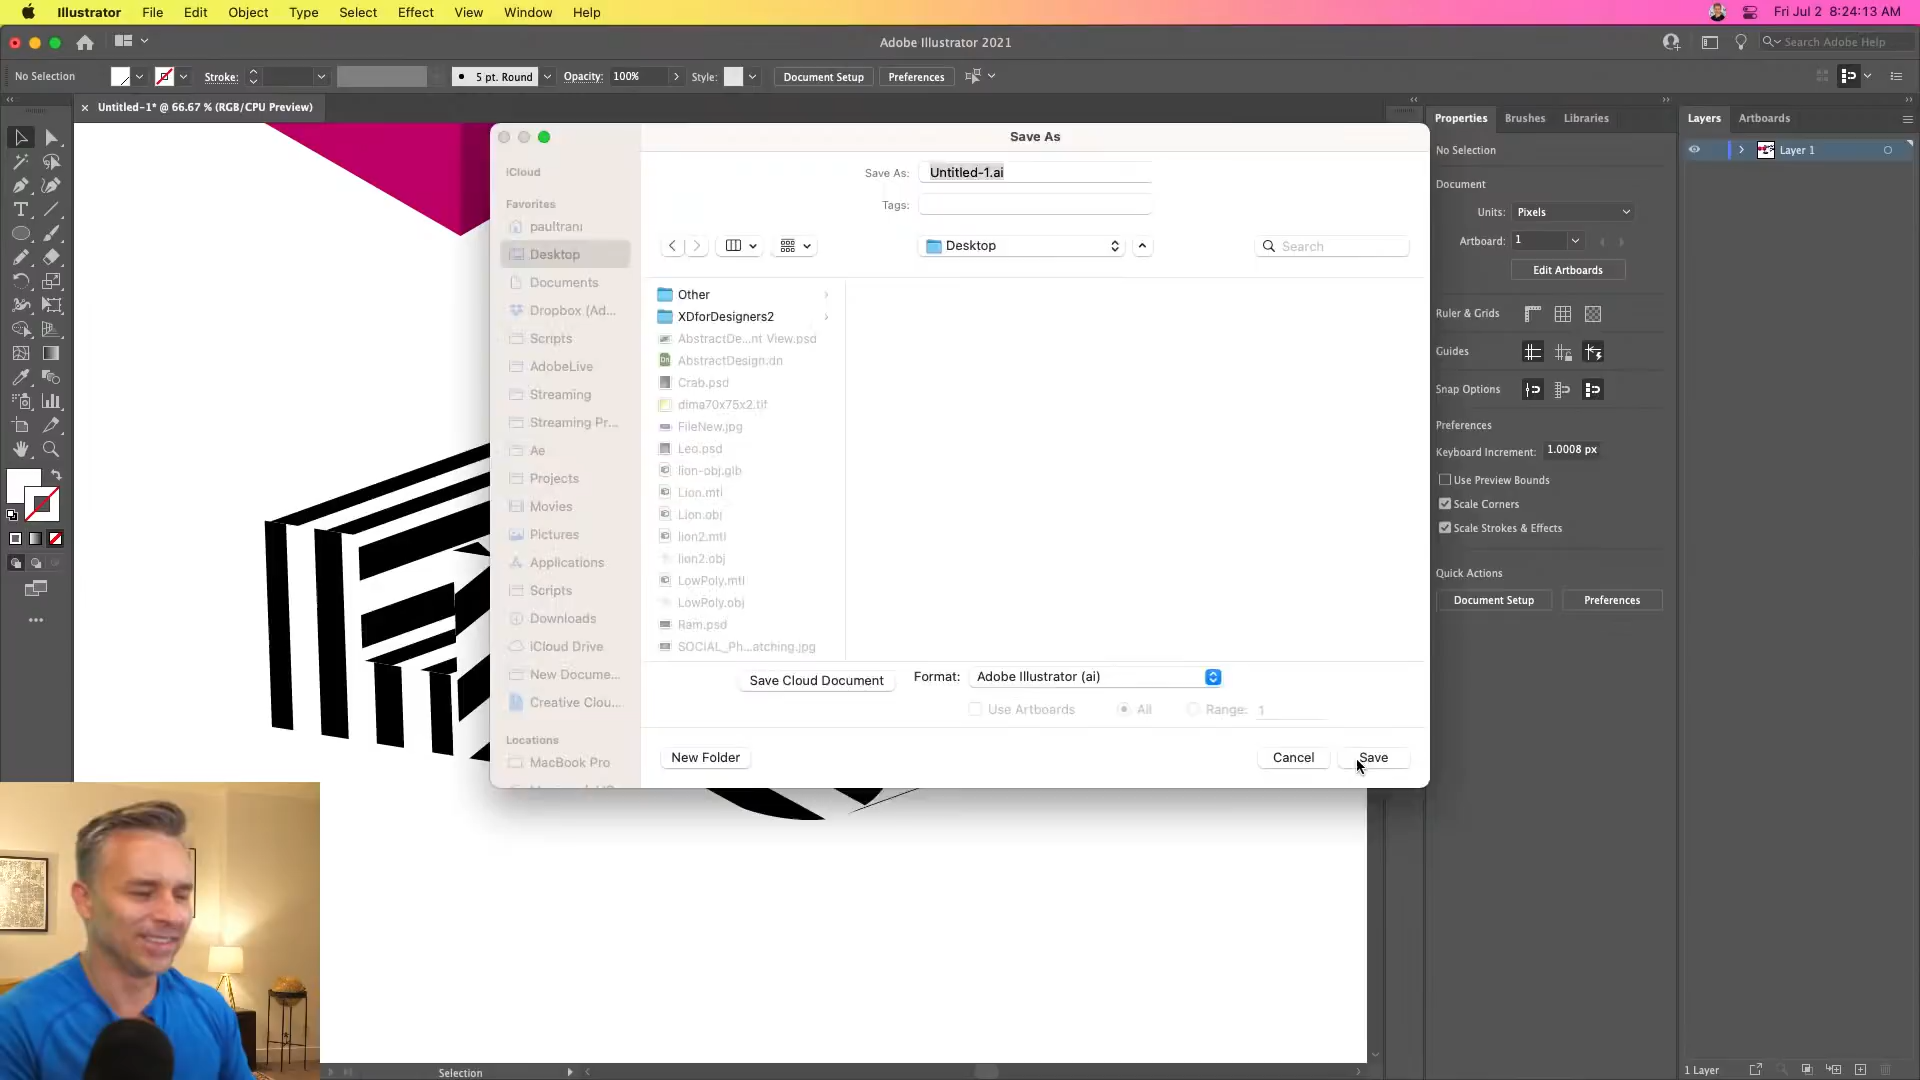 Illustrator File Edit Object Type Select Effect View Window Help Fri Jul 2 8:24:13 AM
Adobe Illustrator 2021 Search Adobe Help
No Selection Stroke: 5 pt. Round Opacity: 100% Style: Document Setup Preferences
× Untitled-1* @ 66.67 % (RGB/CPU Preview)
Save As
iCloud
Favorites
paultrani
Desktop
Documents
Dropbox (Ad...
Scripts
AdobeLive
Streaming
Streaming Pr...
Ae
Projects
Movies
Pictures
Applications
Scripts
Downloads
iCloud Drive
New Docume...
Creative Clou...
Locations
MacBook Pro
Save As: Untitled-1.ai
Tags:
Desktop
Search
Other
XDforDesigners2
AbstractDe...nt View.psd
AbstractDesign.dn
Crab.psd
dima70x75x2.tif
FileNew.jpg
Leo.psd
lion-obj.glb
Lion.mtl
Lion.obj
lion2.mtl
lion2.obj
LowPoly.mtl
LowPoly.obj
Ram.psd
SOCIAL_Ph...atching.jpg
Save Cloud Document Format: Adobe Illustrator (ai)
Use Artboards All Range: 1
New Folder Cancel Save
Properties Brushes Libraries
No Selection
Document
Units: Pixels
Artboard: 1
Edit Artboards
Ruler & Grids
Guides
Snap Options
Preferences
Keyboard Increment: 1.0008 px
Use Preview Bounds
Scale Corners
Scale Strokes & Effects
Quick Actions
Document Setup Preferences
Layers Artboards
Layer 1
1 Layer
Selection